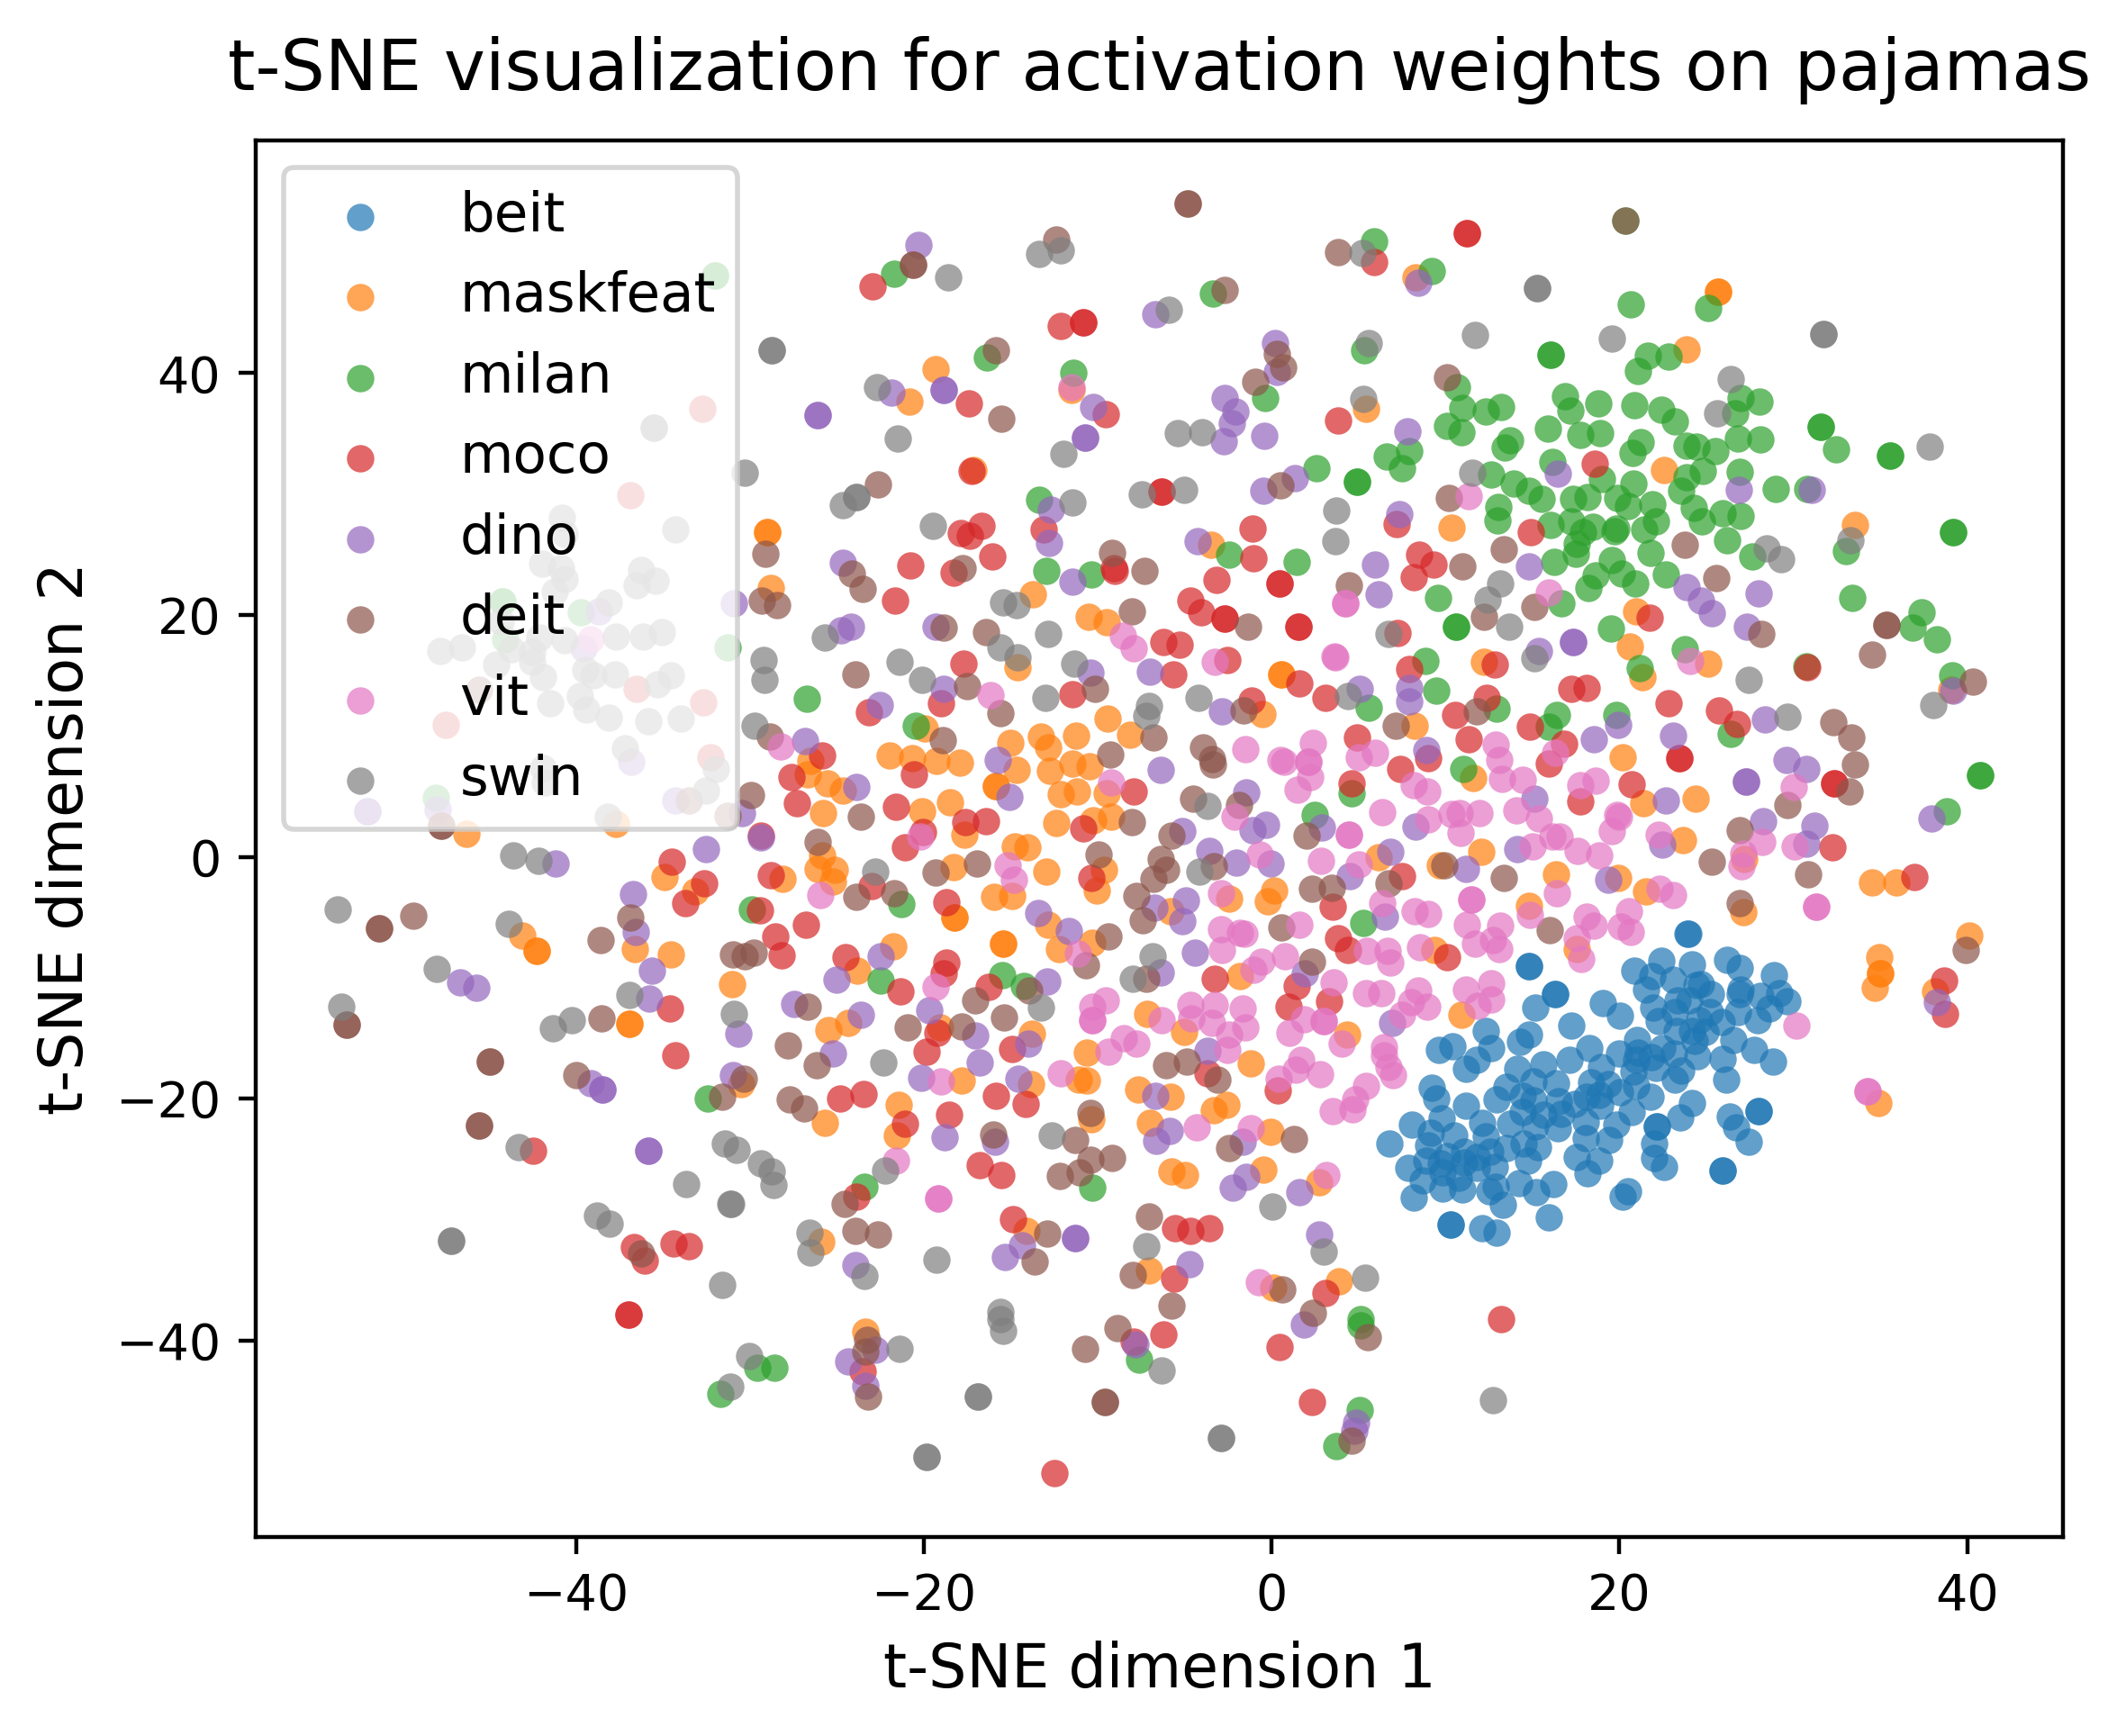 t-SNE visualization for activation weights on pajamas
beit
maskfeat
milan
moco
dino
deit
vit
swin
40
20
0
−20
−40
t-SNE dimension 2
−40 −20 0 20 40
t-SNE dimension 1